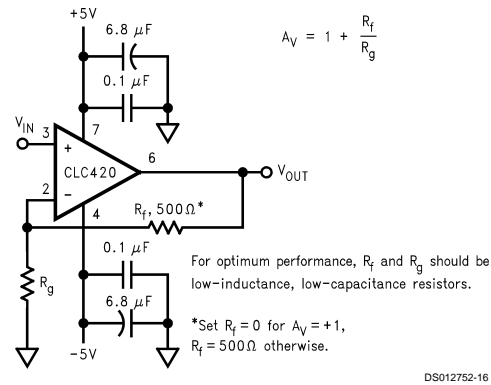 +5V
6.8 μF
0.1 μF
A_V = 1 + R_f / R_g
V_IN
3
7
+
CLC420
6
V_OUT
2
−
4
R_f, 500Ω*
0.1 μF
R_g
6.8 μF
−5V
For optimum performance, R_f and R_g should be
low-inductance, low-capacitance resistors.
*Set R_f = 0 for A_V = +1,
R_f = 500Ω otherwise.
DS012752-16